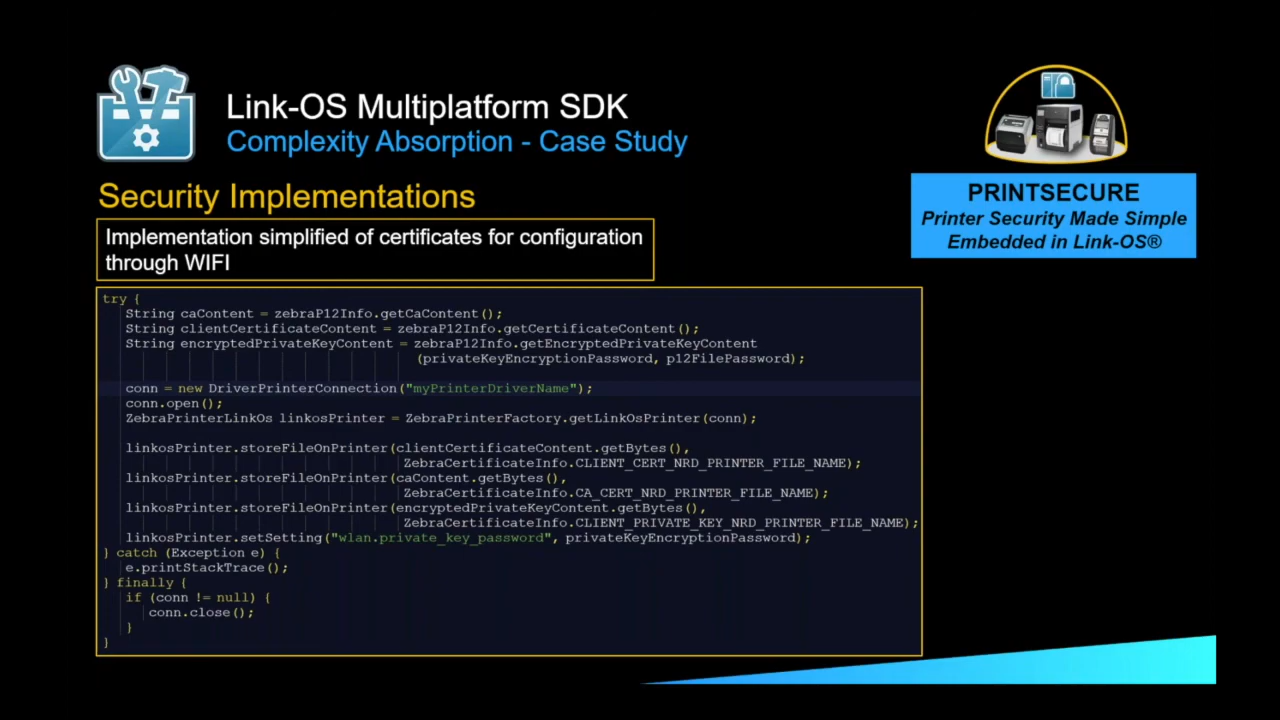 Link-OS Multiplatform SDK
Complexity Absorption - Case Study
Security Implementations
Implementation simplified of certificates for configuration
through WIFI
PRINTSECURE
Printer Security Made Simple
Embedded in Link-OS®
try {
String caContent = zebraP12Info.getCaContent();
String clientCertificateContent = zebraP12Info.getCertificateContent();
String encryptedPrivateKeyContent = zebraP12Info.getEncryptedPrivateKeyContent
(privateKeyEncryptionPassword, p12FilePassword);
conn = new DriverPrinterConnection("myPrinterDriverName");
conn.open();
ZebraPrinterLinkOs linkosPrinter = ZebraPrinterFactory.getLinkOsPrinter(conn);
linkosPrinter.storeFileOnPrinter(clientCertificateContent.getBytes(),
ZebraCertificateInfo.CLIENT_CERT_NRD_PRINTER_FILE_NAME);
linkosPrinter.storeFileOnPrinter(caContent.getBytes(),
ZebraCertificateInfo.CA_CERT_NRD_PRINTER_FILE_NAME);
linkosPrinter.storeFileOnPrinter(encryptedPrivateKeyContent.getBytes(),
ZebraCertificateInfo.CLIENT_PRIVATE_KEY_NRD_PRINTER_FILE_NAME);
linkosPrinter.setSetting("wlan.private_key_password", privateKeyEncryptionPassword);
} catch (Exception e) {
e.printStackTrace();
} finally {
if (conn != null) {
conn.close();
}
}